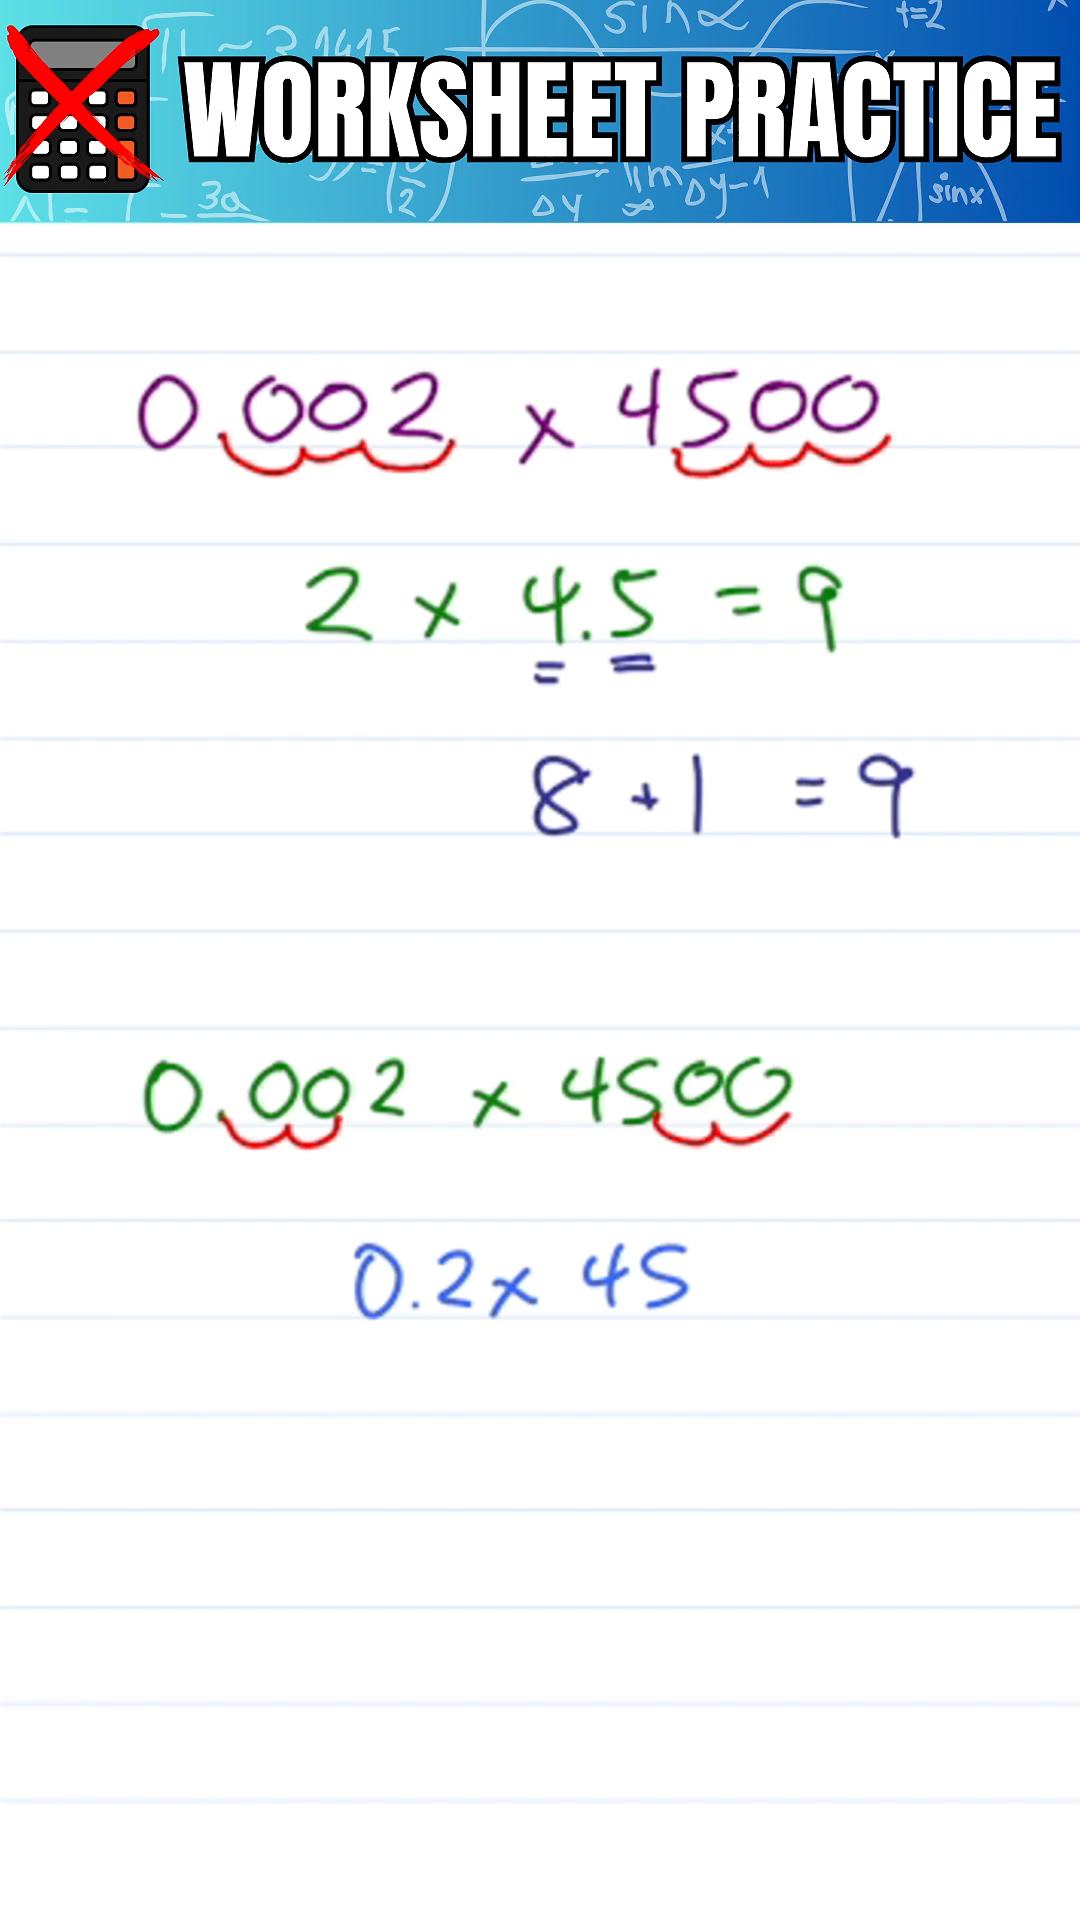 WORKSHEET PRACTICE
0.002 × 4500
2 × 4.5 = 9
8 + 1 = 9
0.002 × 4500
0.2 × 45